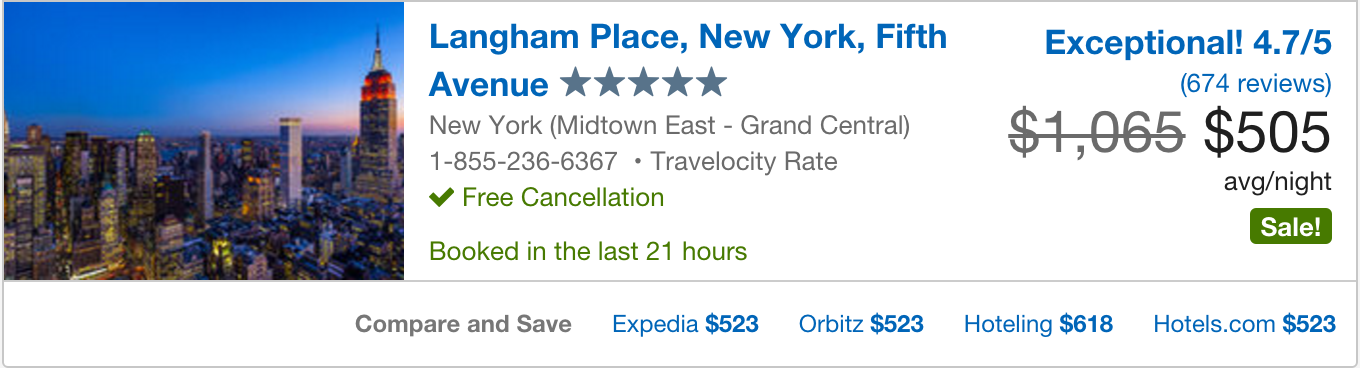 Langham Place, New York, Fifth
Avenue ★★★★★
New York (Midtown East - Grand Central)
1-855-236-6367 • Travelocity Rate
✔ Free Cancellation
Booked in the last 21 hours
Exceptional! 4.7/5
(674 reviews)
$1,065 $505
avg/night
Sale!
Compare and Save Expedia $523 Orbitz $523 Hoteling $618 Hotels.com $523